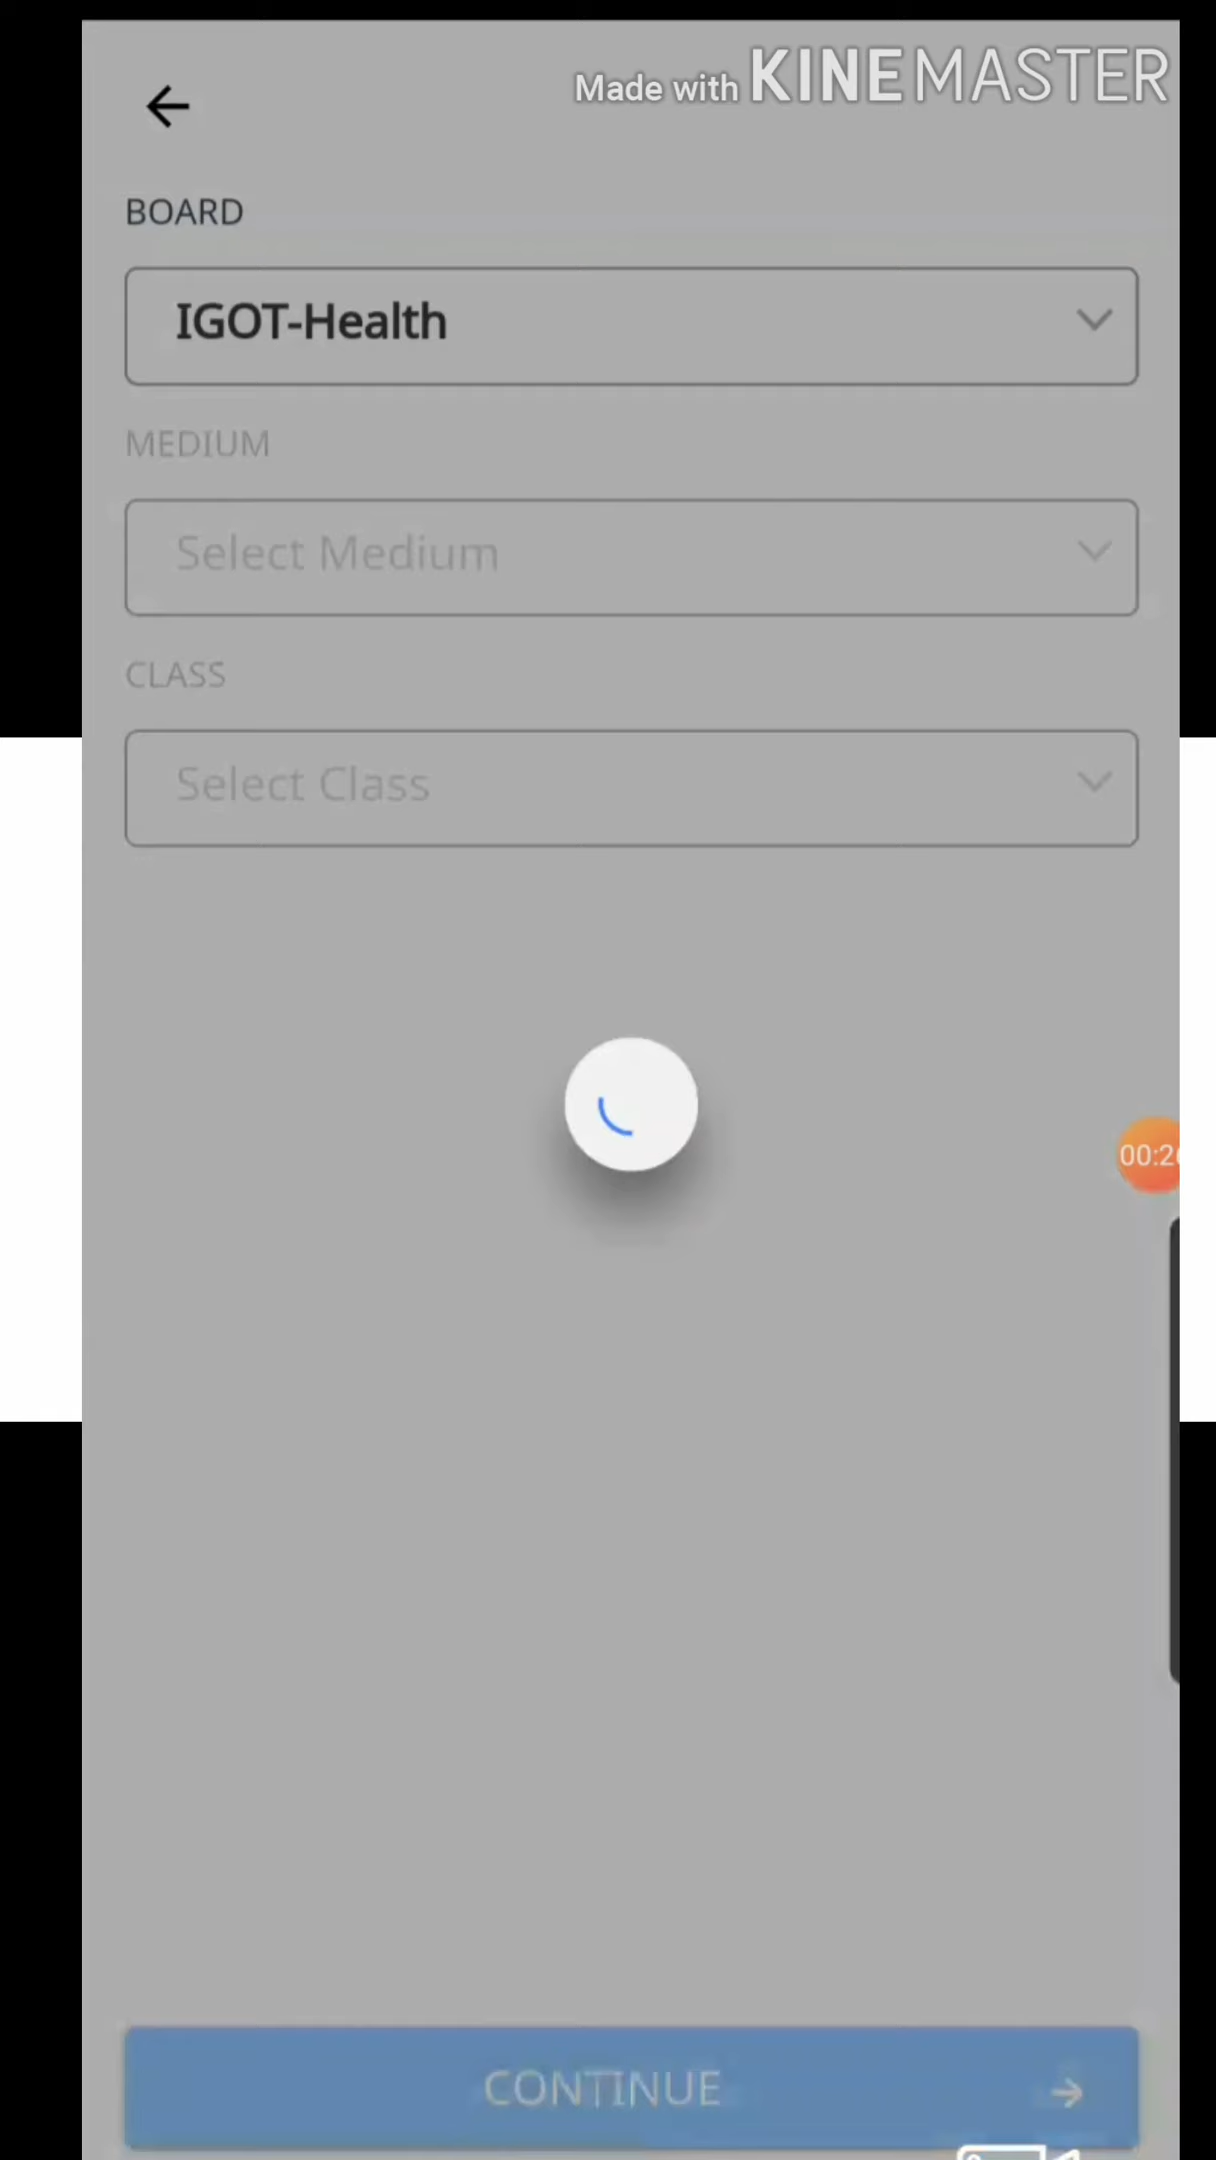 Made with KINEMASTER
BOARD
IGOT-Health
MEDIUM
Select Medium
CLASS
Select Class
CONTINUE